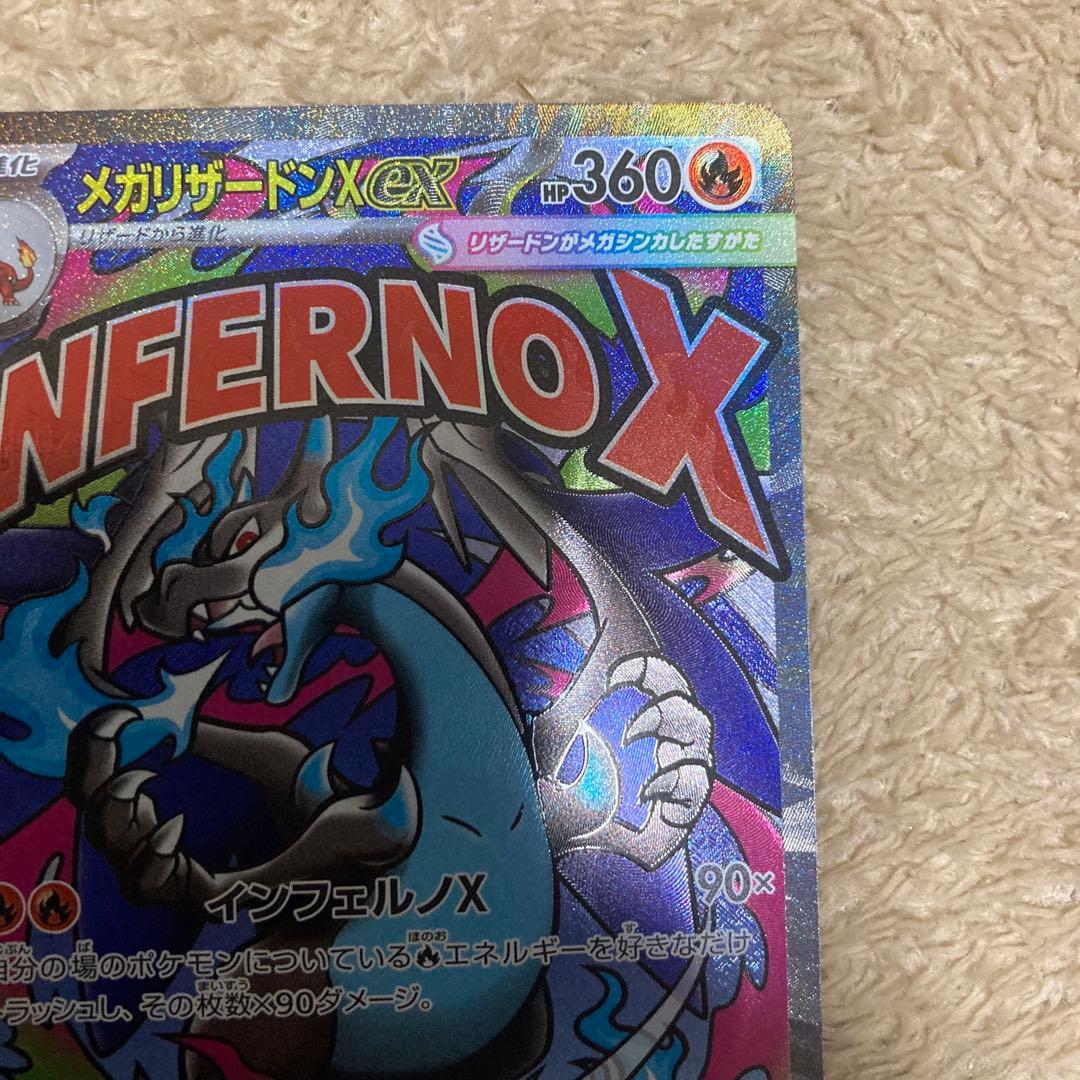 進化
メガリザードンXex
HP360
リザードから進化
リザードンがメガシンカしたすがた
INFERNO X
インフェルノX
90×
自分の場のポケモンについているエネルギーを好きなだけ
トラッシュし、その枚数×90ダメージ。